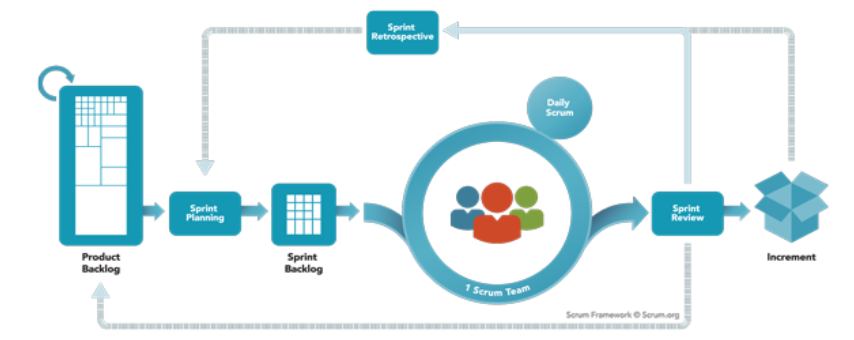 Sprint
Retrospective
Daily
Scrum
Sprint
Planning
Sprint
Review
Product
Backlog
Sprint
Backlog
1 Scrum Team
Increment
Scrum Framework © Scrum.org